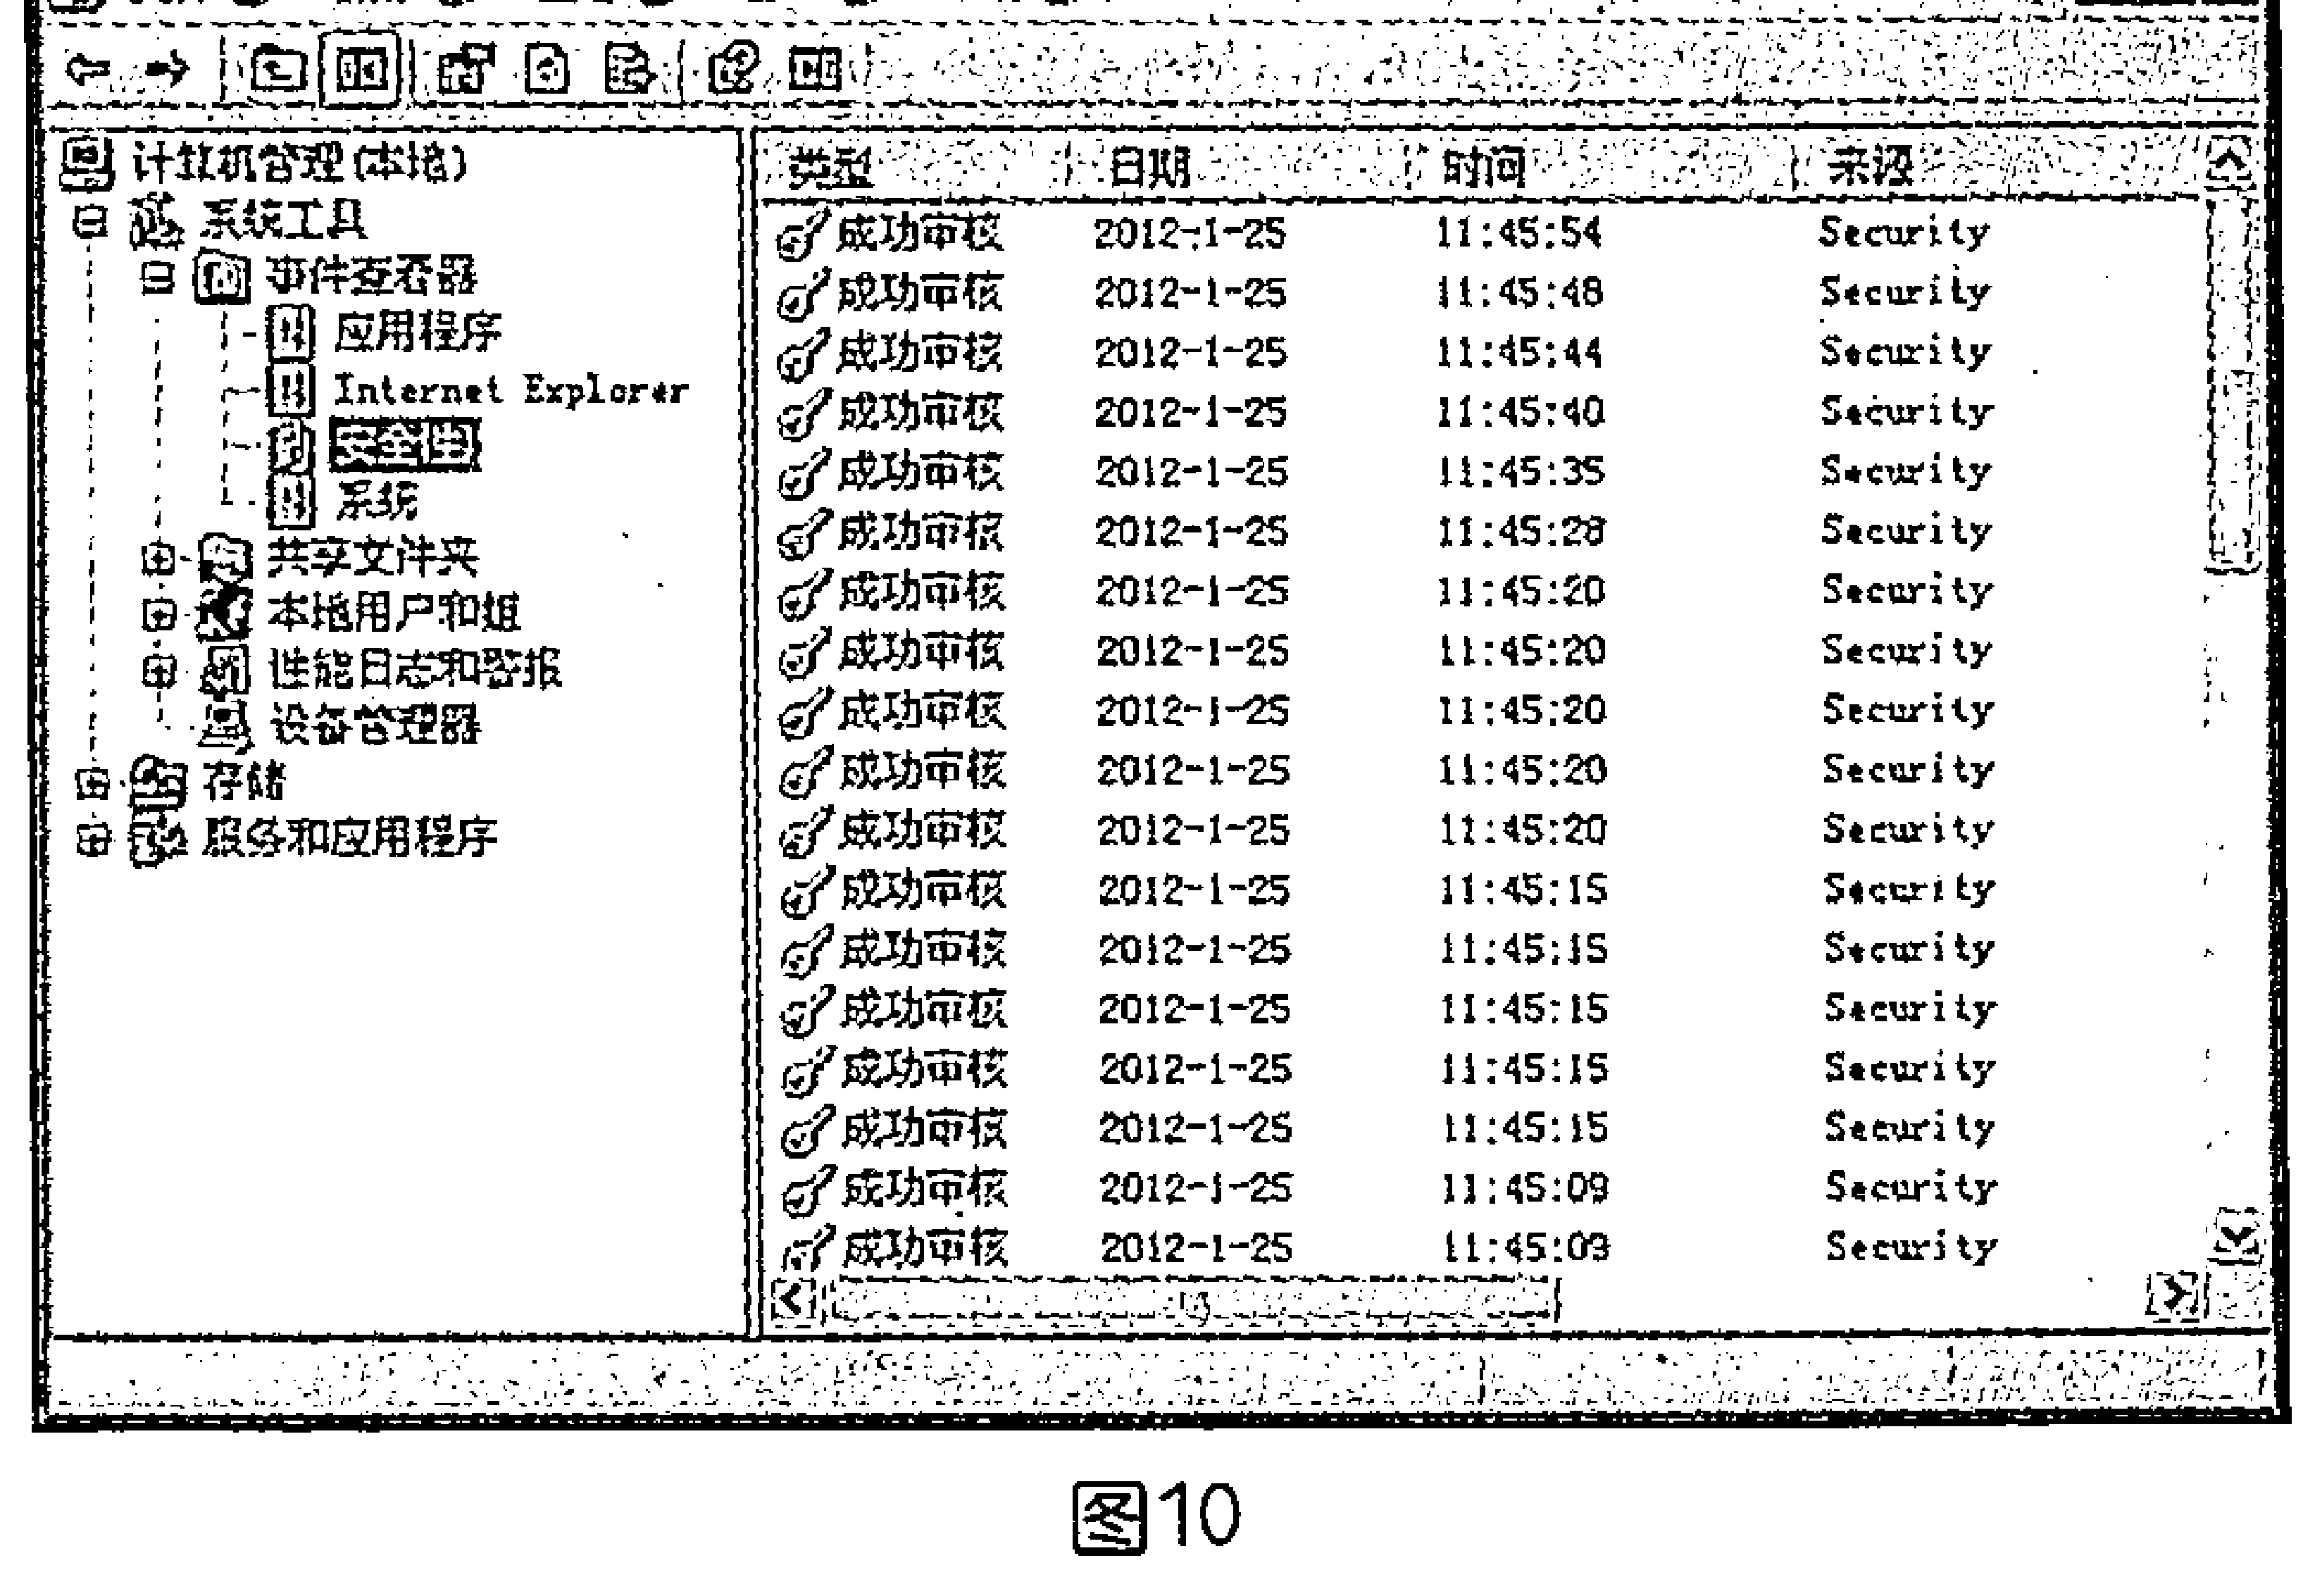 计算机管理(本地)
系统工具
事件查看器
应用程序
Internet Explorer
安全性
系统
共享文件夹
本地用户和组
性能日志和警报
设备管理器
存储
服务和应用程序
类型 日期 时间 来源
成功审核 2012-1-25 11:45:54 Security
成功审核 2012-1-25 11:45:48 Security
成功审核 2012-1-25 11:45:44 Security
成功审核 2012-1-25 11:45:40 Security
成功审核 2012-1-25 11:45:35 Security
成功审核 2012-1-25 11:45:28 Security
成功审核 2012-1-25 11:45:20 Security
成功审核 2012-1-25 11:45:20 Security
成功审核 2012-1-25 11:45:20 Security
成功审核 2012-1-25 11:45:20 Security
成功审核 2012-1-25 11:45:20 Security
成功审核 2012-1-25 11:45:15 Security
成功审核 2012-1-25 11:45:15 Security
成功审核 2012-1-25 11:45:15 Security
成功审核 2012-1-25 11:45:15 Security
成功审核 2012-1-25 11:45:15 Security
成功审核 2012-1-25 11:45:09 Security
成功审核 2012-1-25 11:45:09 Security
图10